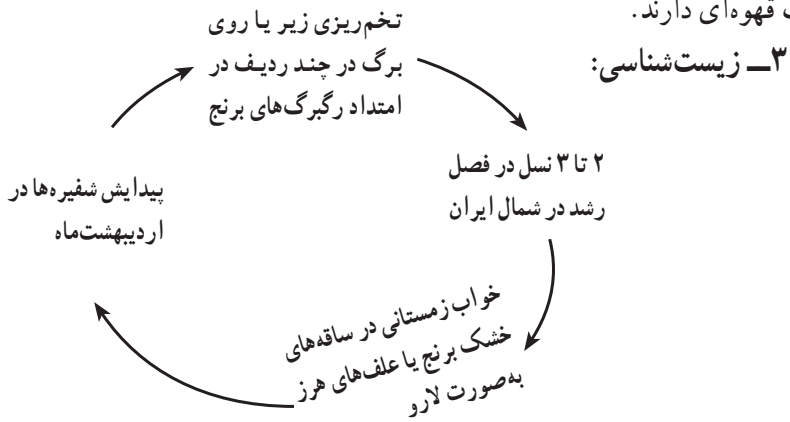 قهوه‌ای دارند.
۳ــ زیست‌شناسی:
تخم‌ریزی زیر یا روی
برگ در چند ردیف در
امتداد رگبرگ‌های برنج
۲ تا ۳ نسل در فصل
رشد در شمال ایران
خواب زمستانی در ساقه‌های
خشک برنج یا علف‌های هرز
به‌صورت لارو
پیدایش شفیره‌ها در
اردیبهشت‌ماه